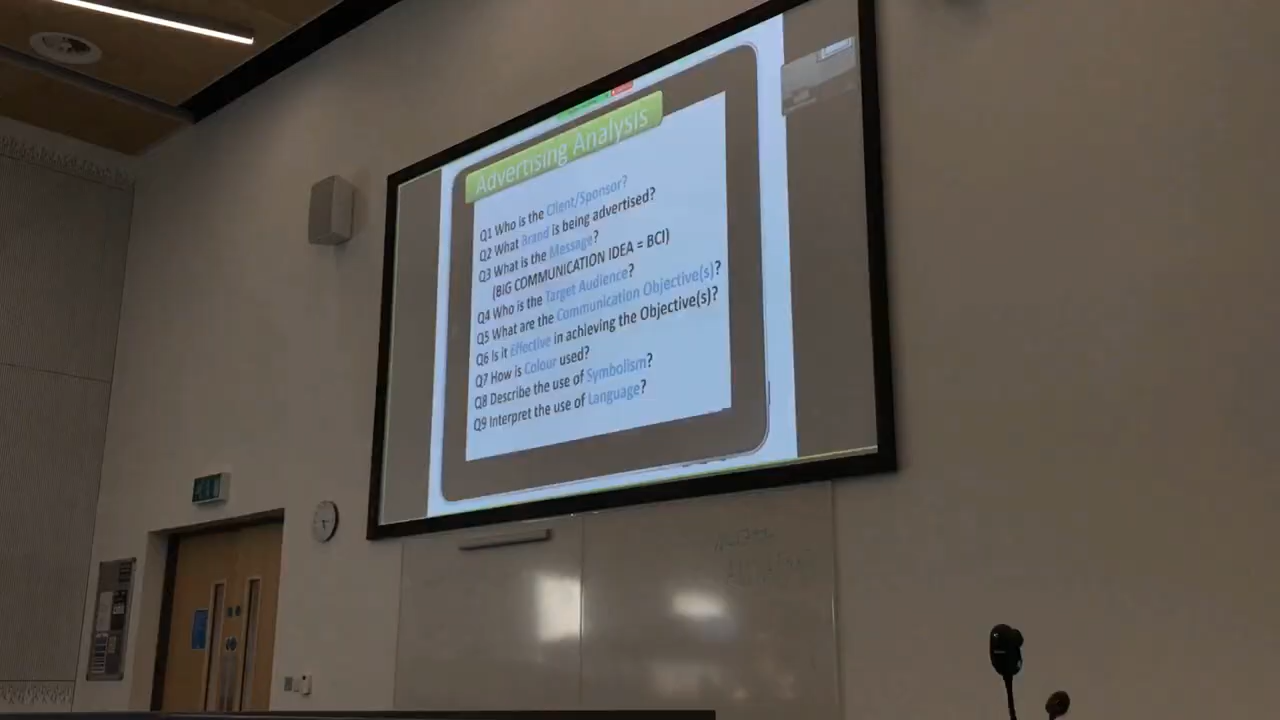 Advertising Analysis
Q1 Who is the Client/Sponsor?
Q2 What Brand is being advertised?
Q3 What is the Message?
(BIG COMMUNICATION IDEA = BCI)
Q4 Who is the Target Audience?
Q5 What are the Communication Objective(s)?
Q6 Is it Effective in achieving the Objective(s)?
Q7 How is Colour used?
Q8 Describe the use of Symbolism?
Q9 Interpret the use of Language?